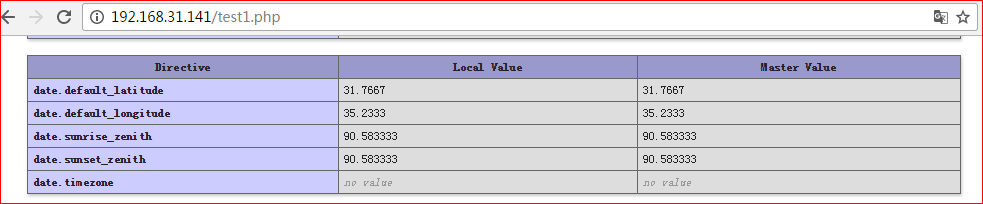 192.168.31.141/test1.php
Directive Local Value Master Value
date.default_latitude 31.7667 31.7667
date.default_longitude 35.2333 35.2333
date.sunrise_zenith 90.583333 90.583333
date.sunset_zenith 90.583333 90.583333
date.timezone no value no value